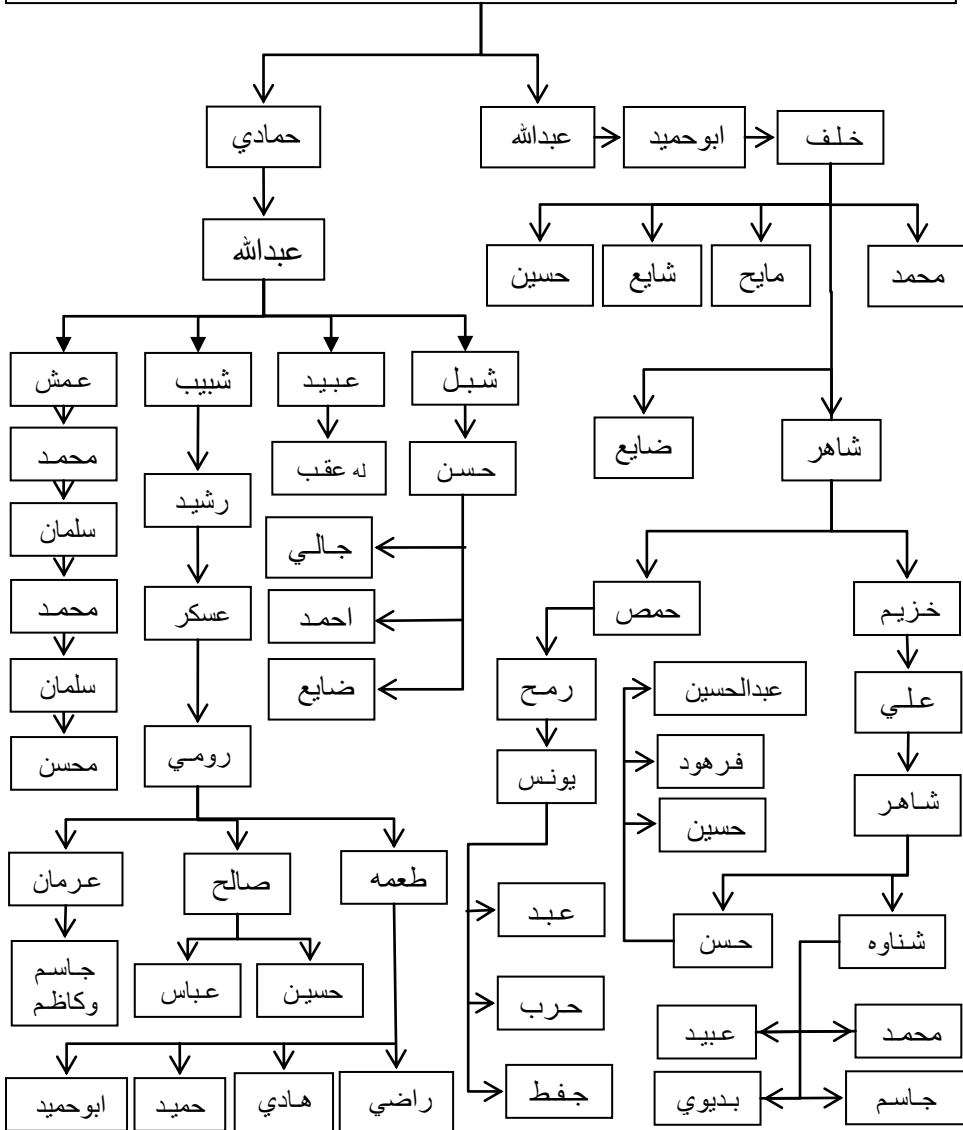 حمادي
عبدالله
ابوحميد
خلف
عبدالله
محمد
مايح
شايع
حسين
شبل
عبيد
شبيب
عمش
شاهر
ضايع
حسن
له عقب
رشيد
محمد
سلمان
جالي
احمد
ضايع
عسكر
محمد
سلمان
محسن
رومي
خزيم
حمص
علي
رمح
عبدالحسين
يونس
فرهود
حسين
شاهر
طعمه
صالح
عرمان
شناوه
حسن
عبد
حرب
جفط
حسين
عباس
جاسم
وكاظم
محمد
عبيد
جاسم
بديوي
راضي
هادي
حميد
ابوحميد